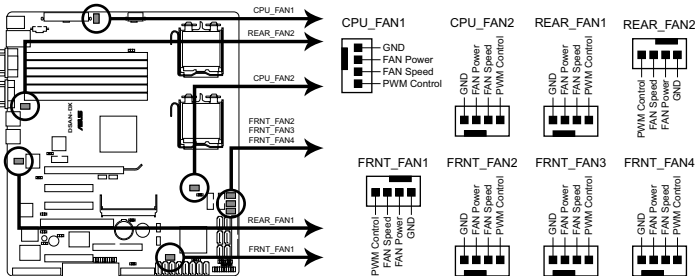 CPU_FAN1
REAR_FAN2
CPU_FAN2
FRNT_FAN2
FRNT_FAN3
FRNT_FAN4
REAR_FAN1
FRNT_FAN1
DSAN-DX
ASUS
CPU_FAN1
GND
FAN Power
FAN Speed
PWM Control
CPU_FAN2
GND
FAN Power
FAN Speed
PWM Control
REAR_FAN1
GND
FAN Power
FAN Speed
PWM Control
REAR_FAN2
PWM Control
FAN Speed
FAN Power
GND
FRNT_FAN1
PWM Control
FAN Speed
FAN Power
GND
FRNT_FAN2
GND
FAN Power
FAN Speed
PWM Control
FRNT_FAN3
GND
FAN Power
FAN Speed
PWM Control
FRNT_FAN4
GND
FAN Power
FAN Speed
PWM Control